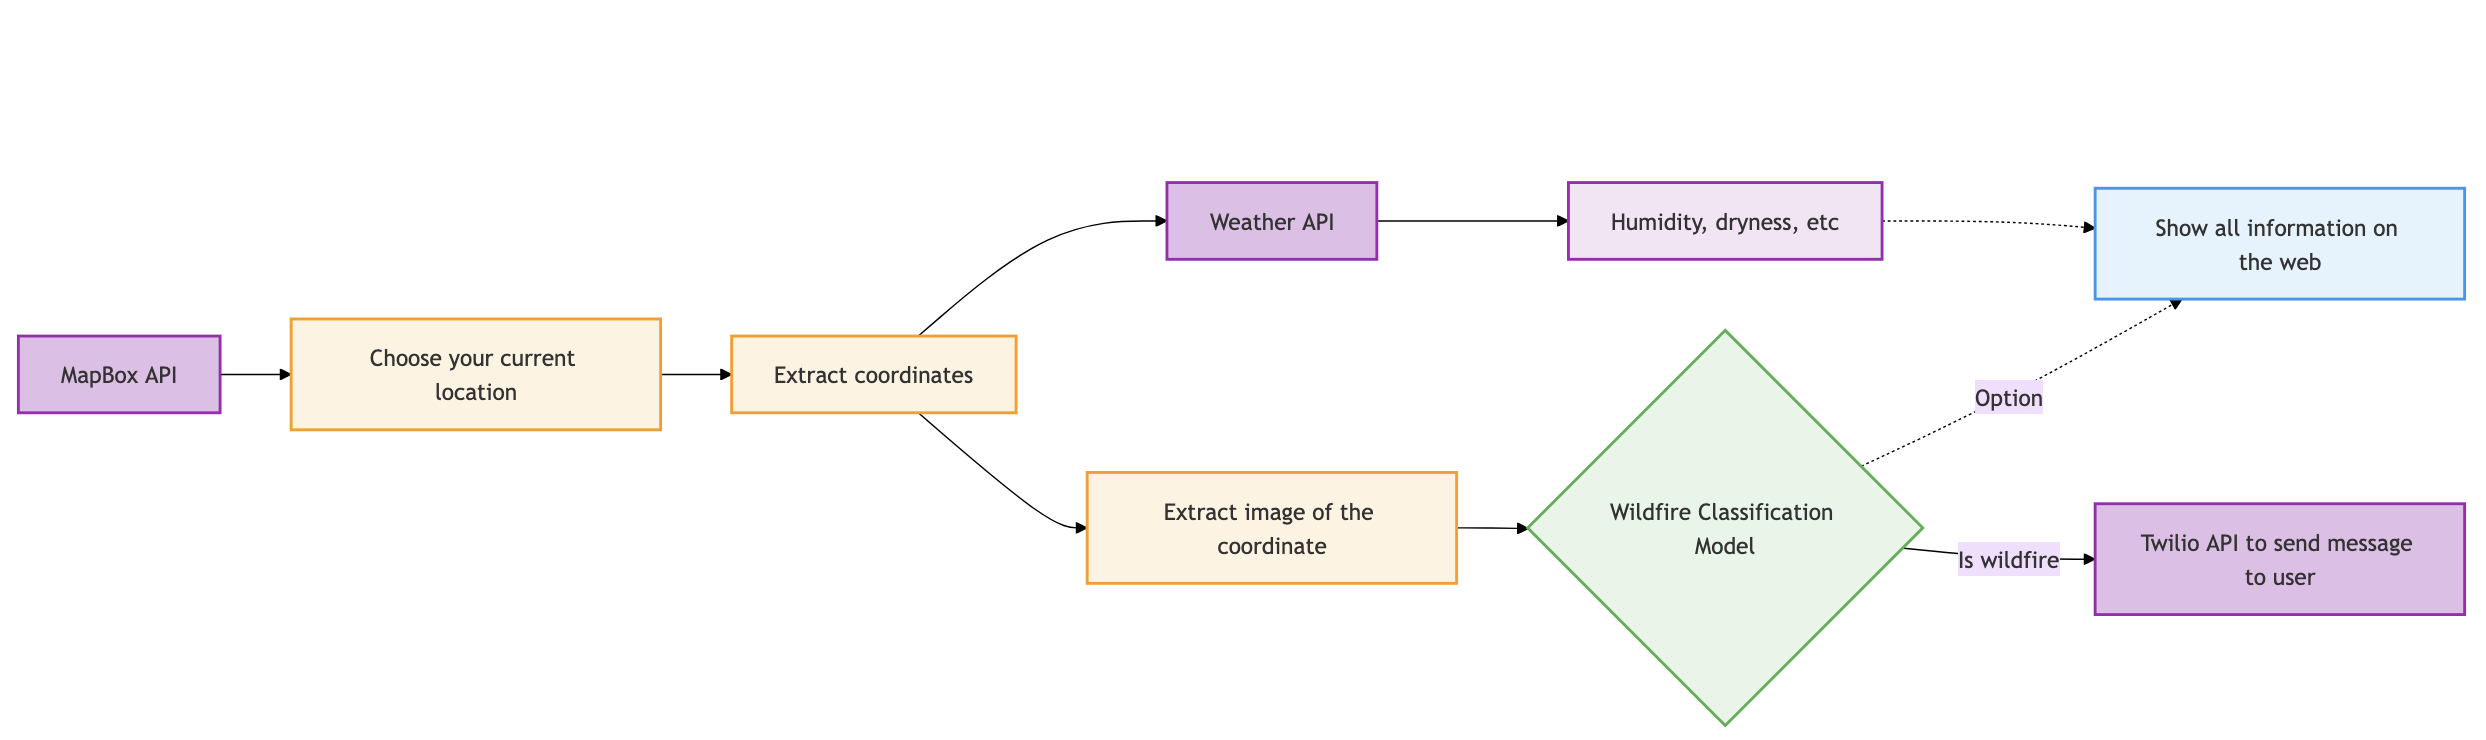 MapBox API
Choose your current
location
Extract coordinates
Weather API
Humidity, dryness, etc
Show all information on
the web
Extract image of the
coordinate
Wildfire Classification
Model
Option
Is wildfire
Twilio API to send message
to user